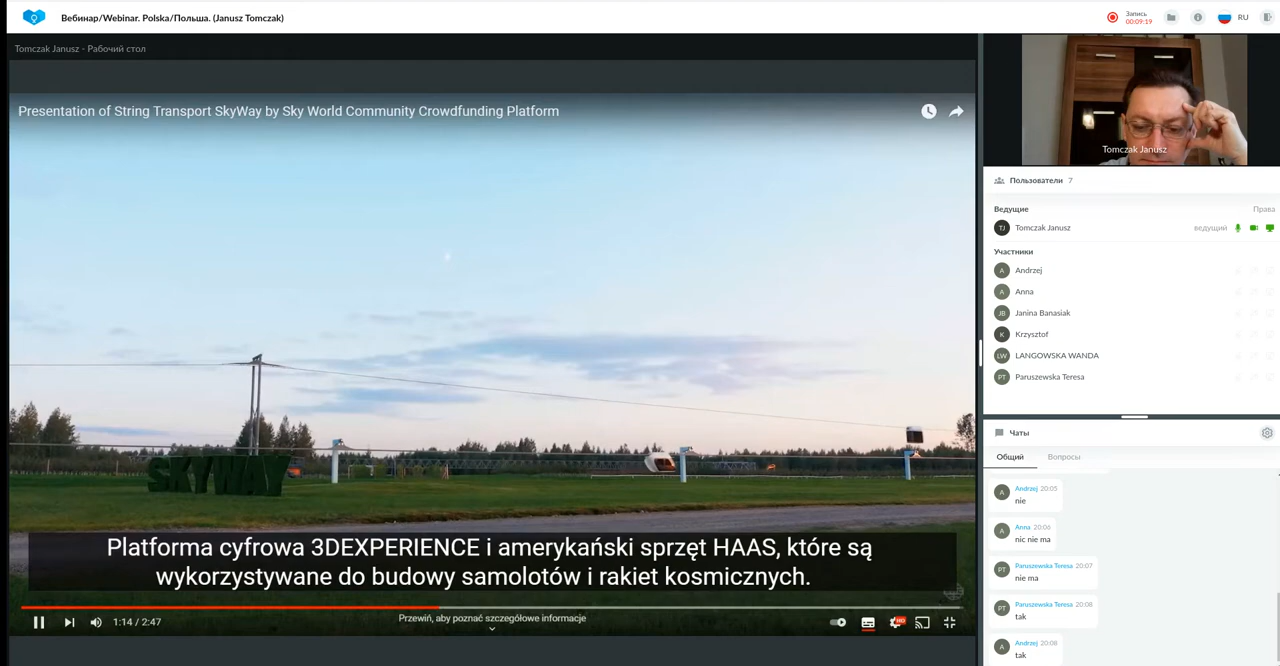 Вебинар/Webinar. Polska/Польша. (Janusz Tomczak)
Запись
00:09:19
RU
Tomczak Janusz - Рабочий стол
Presentation of String Transport SkyWay by Sky World Community Crowdfunding Platform
SKYWAY
Platforma cyfrowa 3DEXPERIENCE i amerykański sprzęt HAAS, które są
wykorzystywane do budowy samolotów i rakiet kosmicznych.
1:14 / 2:47
Przewiń, aby poznać szczegółowe informacje
HD
Tomczak Janusz
Пользователи 7
Ведущие Права
TJ Tomczak Janusz ведущий
Участники
A Andrzej
A Anna
JB Janina Banasiak
K Krzysztof
LW LANGOWSKA WANDA
PT Paruszewska Teresa
Чаты
Общий Вопросы
A Andrzej 20:05
nie
A Anna 20:06
nic nie ma
PT Paruszewska Teresa 20:07
nie ma
PT Paruszewska Teresa 20:08
tak
A Andrzej 20:08
tak